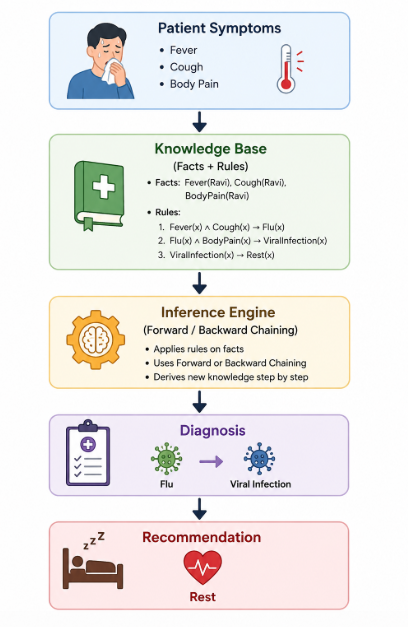 Patient Symptoms
• Fever
• Cough
• Body Pain
Knowledge Base
(Facts + Rules)
• Facts: Fever(Ravi), Cough(Ravi),
BodyPain(Ravi)
• Rules:
1. Fever(x) ∧ Cough(x) → Flu(x)
2. Flu(x) ∧ BodyPain(x) → ViralInfection(x)
3. ViralInfection(x) → Rest(x)
Inference Engine
(Forward / Backward Chaining)
• Applies rules on facts
• Uses Forward or Backward Chaining
• Derives new knowledge step by step
Diagnosis
Flu
Viral Infection
zzZ
Recommendation
Rest